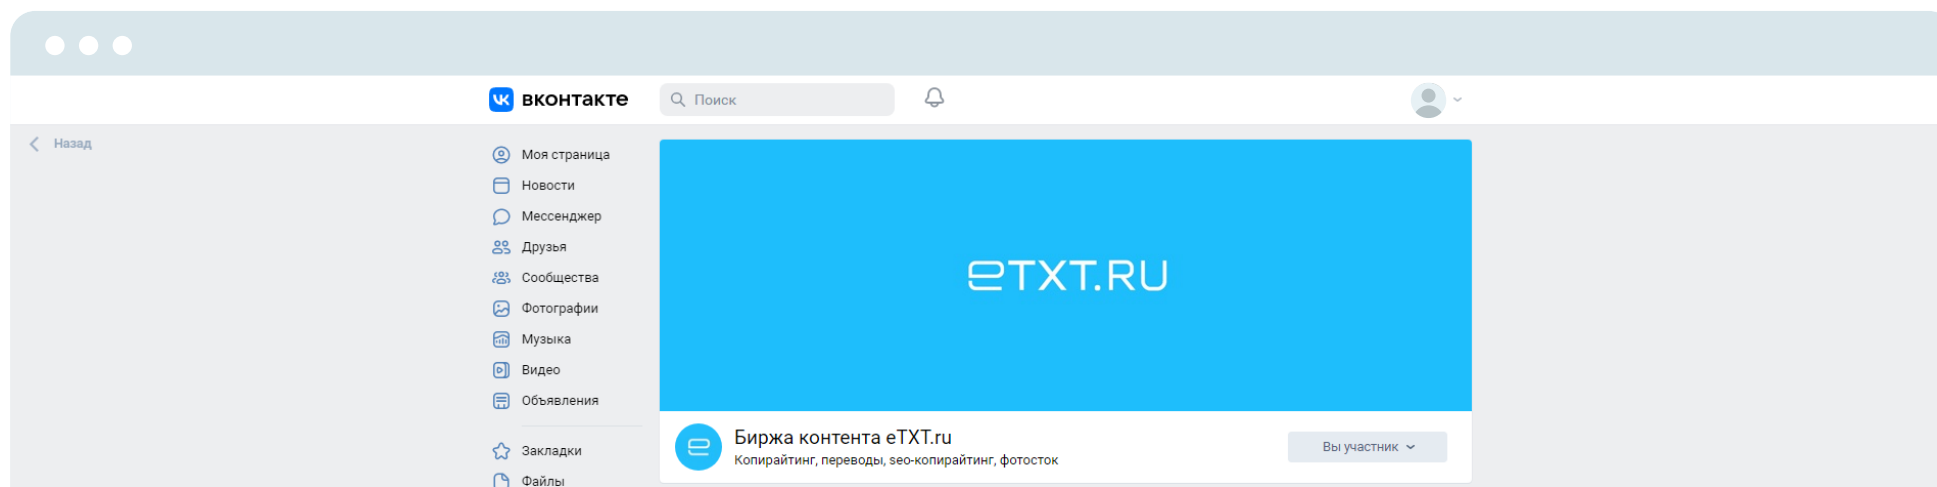 вконтакте
Поиск
Назад
Моя страница
Новости
Мессенджер
Друзья
Сообщества
Фотографии
Музыка
Видео
Объявления
Закладки
Файлы
eTXT.RU
Биржа контента eTXT.ru
Копирайтинг, переводы, seo-копирайтинг, фотосток
Вы участник